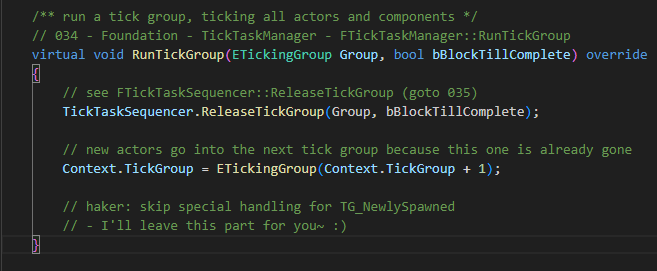 /** run a tick group, ticking all actors and components */
// 034 - Foundation - TickTaskManager - FTickTaskManager::RunTickGroup
virtual void RunTickGroup(ETickingGroup Group, bool bBlockTillComplete) override
{
// see FTickTaskSequencer::ReleaseTickGroup (goto 035)
TickTaskSequencer.ReleaseTickGroup(Group, bBlockTillComplete);
// new actors go into the next tick group because this one is already gone
Context.TickGroup = ETickingGroup(Context.TickGroup + 1);
// haker: skip special handling for TG_NewlySpawned
// - I'll leave this part for you~ :)
}